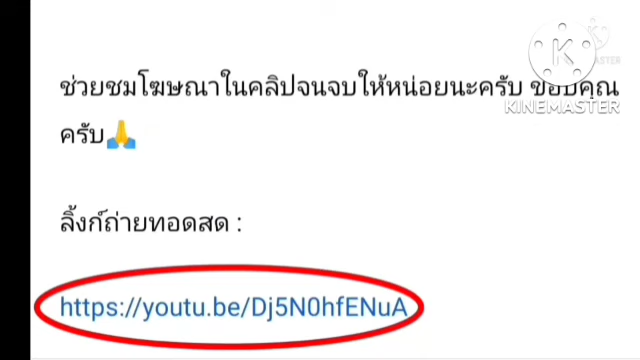 ช่วยชมโฆษณาในคลิปจนจบให้หน่อยนะครับ ขอบคุณ
ครับ🙏
ลิ้งก์ถ่ายทอดสด :
https://youtu.be/Dj5N0hfENuA
K
KINEMASTER